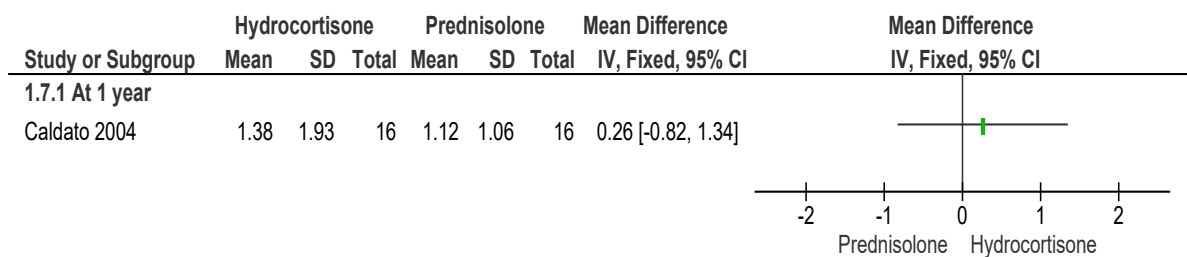 Hydrocortisone Prednisolone Mean Difference Mean Difference
Study or Subgroup Mean SD Total Mean SD Total IV, Fixed, 95% CI IV, Fixed, 95% CI
1.7.1 At 1 year
Caldato 2004 1.38 1.93 16 1.12 1.06 16 0.26 [-0.82, 1.34]
-2 -1 0 1 2
Prednisolone Hydrocortisone